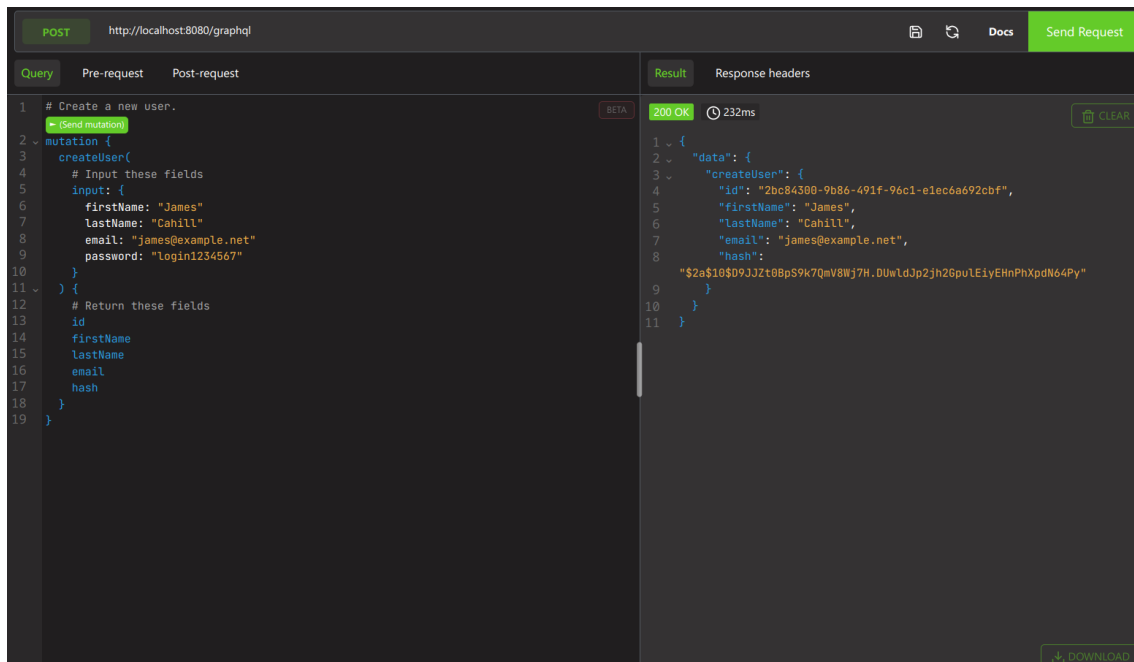 POST http://localhost:8080/graphql Docs Send Request
Query Pre-request Post-request
1 # Create a new user.
BETA
(Send mutation)
2 mutation {
3 createUser(
4 # Input these fields
5 input: {
6 firstName: "James"
7 lastName: "Cahill"
8 email: "james@example.net"
9 password: "login1234567"
10 }
11 ) {
12 # Return these fields
13 id
14 firstName
15 lastName
16 email
17 hash
18 }
19 }
Result Response headers
200 OK 232ms CLEAR
1 {
2 "data": {
3 "createUser": {
4 "id": "2bc84300-9b86-491f-96c1-e1ec6a692cbf",
5 "firstName": "James",
6 "lastName": "Cahill",
7 "email": "james@example.net",
8 "hash":
"$2a$10$D9JJZt0BpS9k7QmV8Wj7H.DUwldJp2jh2GpulEiyEHnPhXpdN64Py"
9 }
10 }
11 }
DOWNLOAD